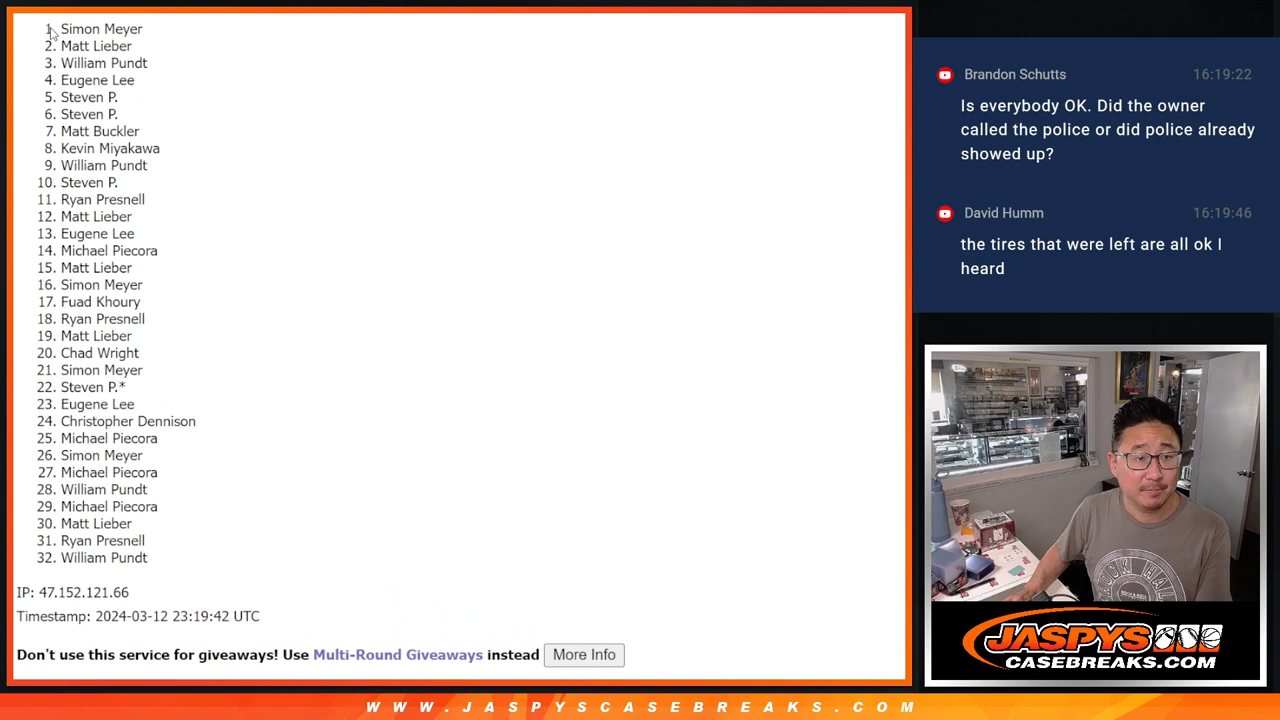 1. Simon Meyer
2. Matt Lieber
3. William Pundt
4. Eugene Lee
5. Steven P.
6. Steven P.
7. Matt Buckler
8. Kevin Miyakawa
9. William Pundt
10. Steven P.
11. Ryan Presnell
12. Matt Lieber
13. Eugene Lee
14. Michael Piecora
15. Matt Lieber
16. Simon Meyer
17. Fuad Khoury
18. Ryan Presnell
19. Matt Lieber
20. Chad Wright
21. Simon Meyer
22. Steven P.*
23. Eugene Lee
24. Christopher Dennison
25. Michael Piecora
26. Simon Meyer
27. Michael Piecora
28. William Pundt
29. Michael Piecora
30. Matt Lieber
31. Ryan Presnell
32. William Pundt
IP: 47.152.121.66
Timestamp: 2024-03-12 23:19:42 UTC
Don't use this service for giveaways! Use Multi-Round Giveaways instead More Info
Brandon Schutts 16:19:22
Is everybody OK. Did the owner
called the police or did police already
showed up?
David Humm 16:19:46
the tires that were left are all ok I
heard
JASPYS
CASEBREAKS.COM
WWW.JASPYSCASEBREAKS.COM